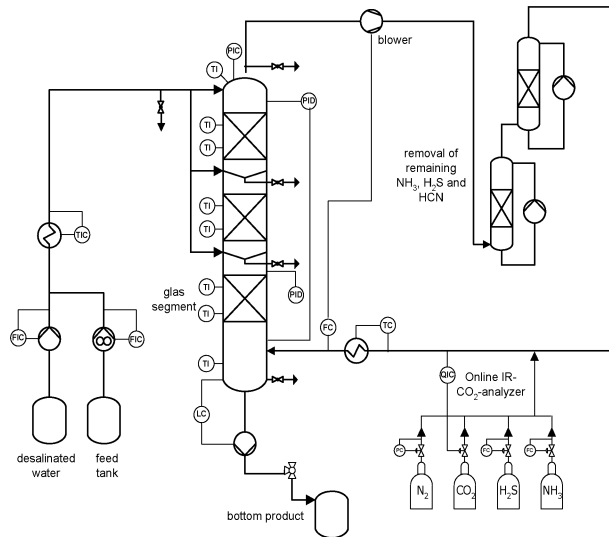 blower
PIC
TI
PID
TI
TI
removal of
remaining
NH3, H2S and
HCN
TI
TI
TIC
PID
glas
segment
TI
TI
FC
TC
FIC
FIC
TI
QIC
Online IR-
CO2-analyzer
LC
PC
FC
FC
desalinated
water
feed
tank
N2
CO2
H2S
NH3
bottom product